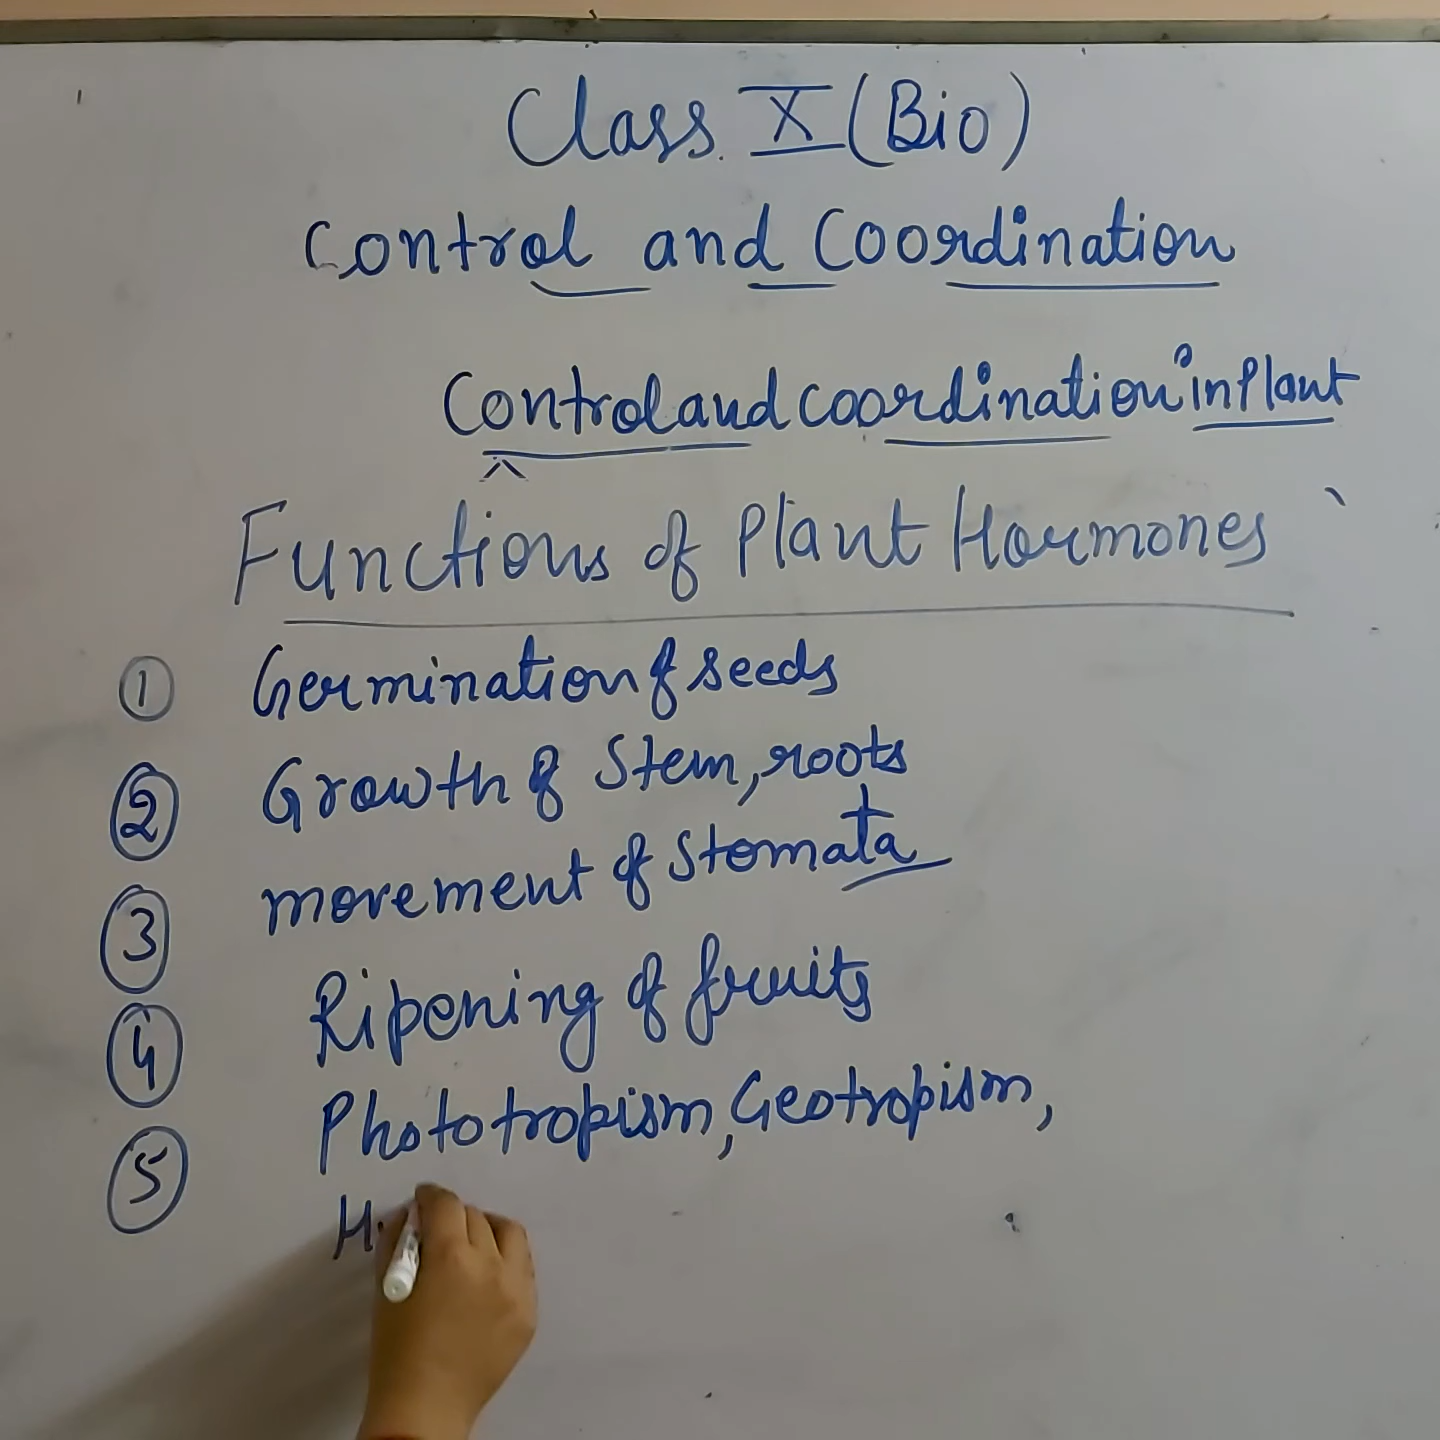 Class X (Bio)
Control and Coordination
Control and coordination in Plant
Functions of Plant Hormones
① Germination of seeds
② Growth of Stem, roots
③ movement of Stomata
④ Ripening of fruits
⑤ Phototropism, Geotropism,